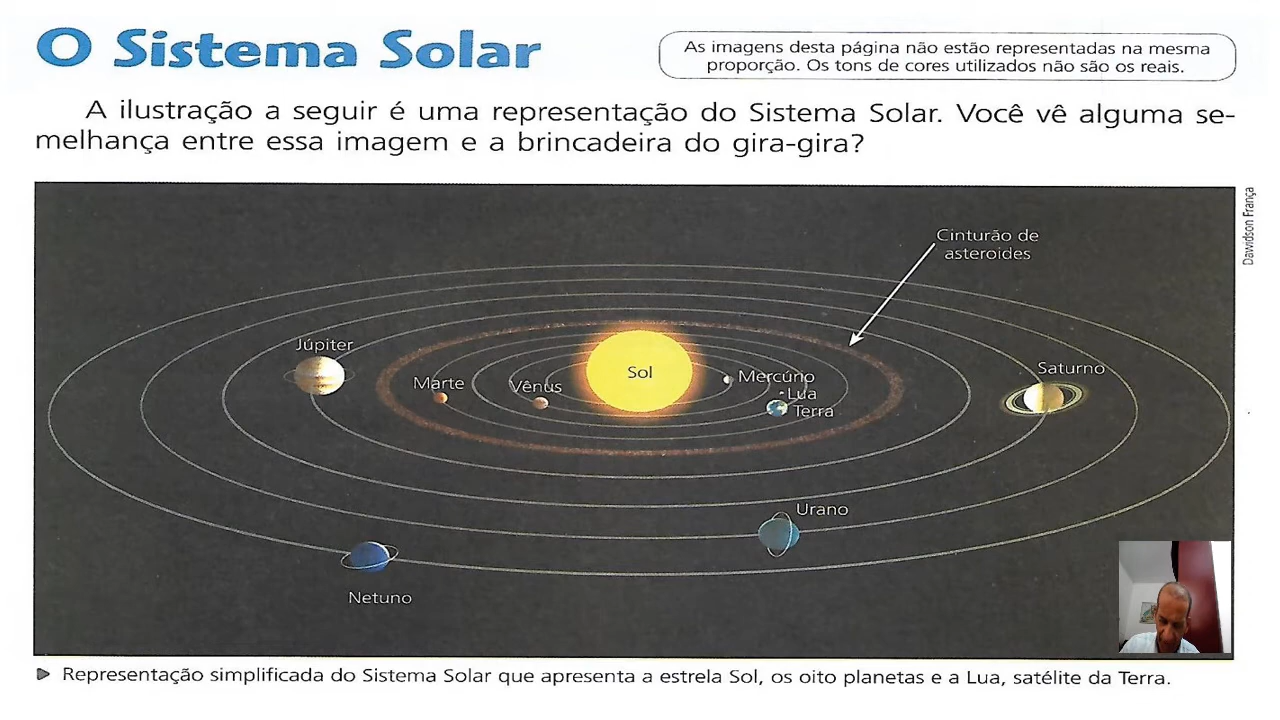 O Sistema Solar
As imagens desta página não estão representadas na mesma
proporção. Os tons de cores utilizados não são os reais.
A ilustração a seguir é uma representação do Sistema Solar. Você vê alguma se-
melhança entre essa imagem e a brincadeira do gira-gira?
Dawidson França
Cinturão de
asteroides
Júpiter
Marte
Vênus
Sol
Mercúrio
Lua
Terra
Saturno
Urano
Netuno
Representação simplificada do Sistema Solar que apresenta a estrela Sol, os oito planetas e a Lua, satélite da Terra.